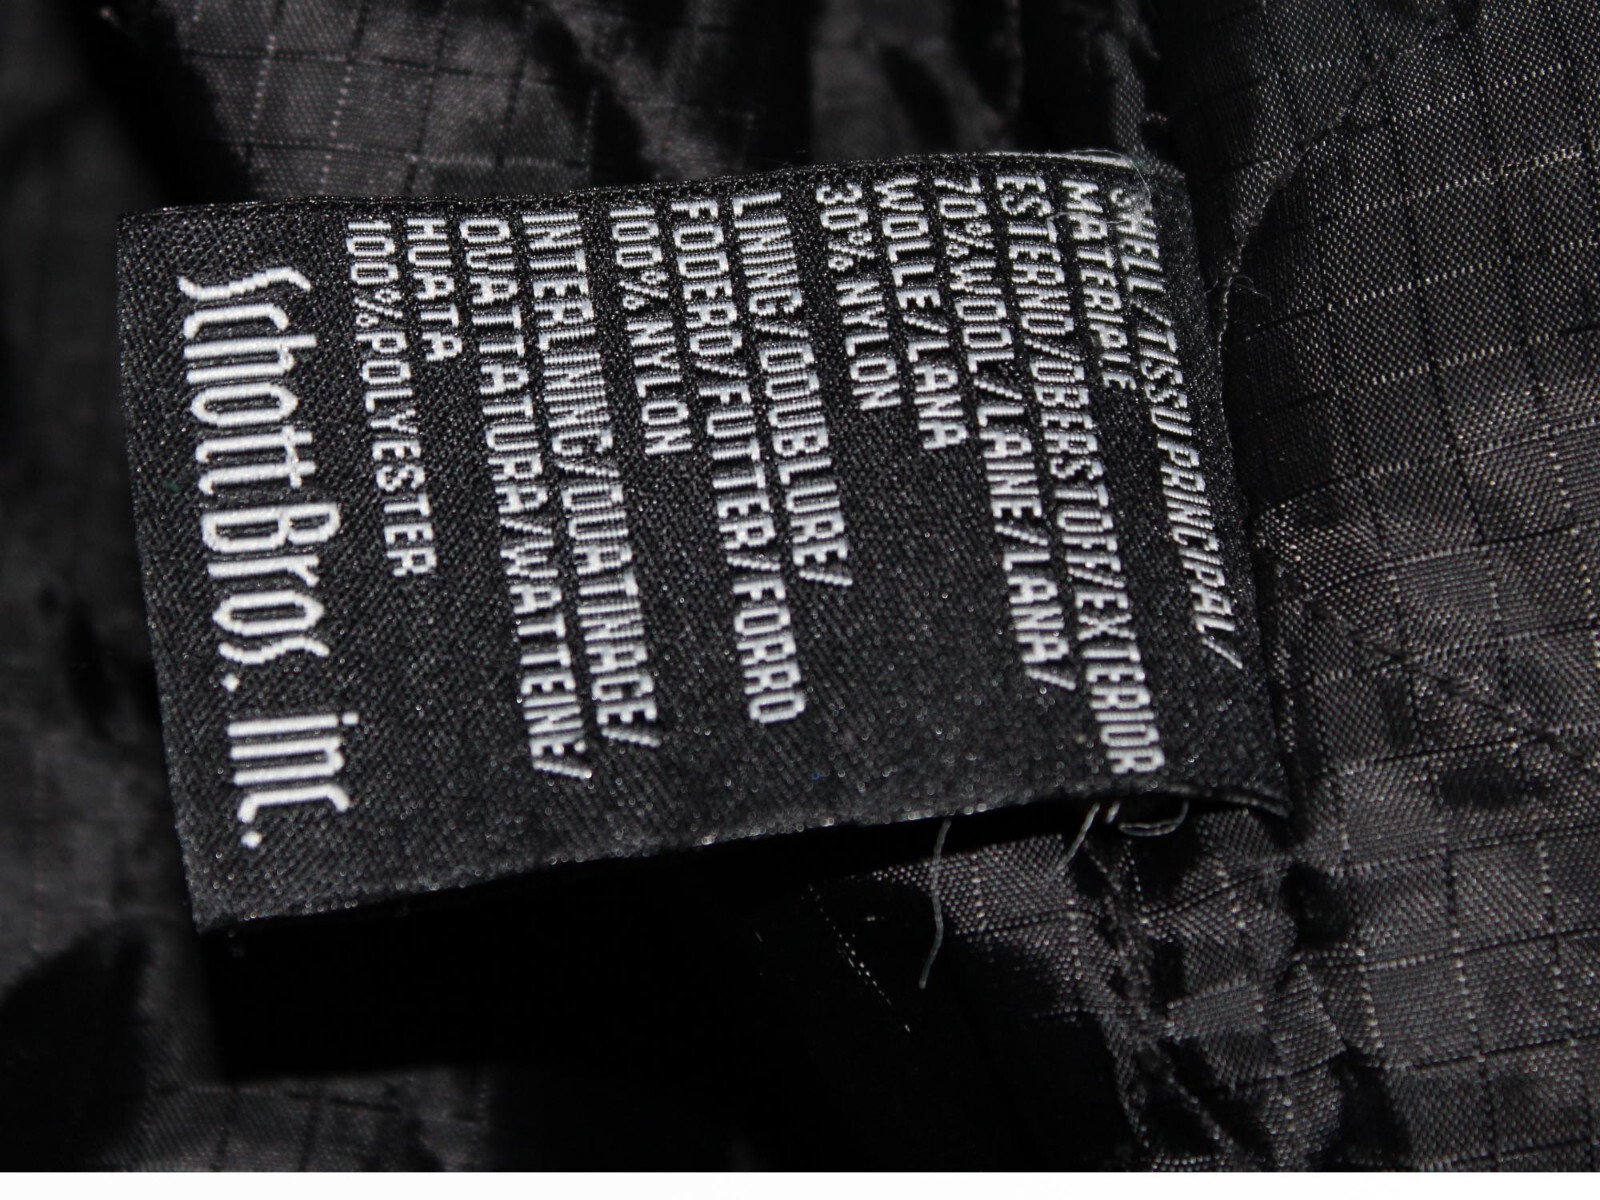 SHELL/TISSU PRINCIPAL/
MATERIALE
ESTERNO/OBERSTOFF/EXTERIOR
70%WOOL/LAINE/LANA/
WOLLE/LANA
30% NYLON
LINING/DOUBLURE/
FODERO/FUTTER/FORRO
100% NYLON
INTERLINING/OUATINAGE/
OUATTATURA/WATTEINE/
HUATA
100%POLYESTER
Schott Bros. inc.